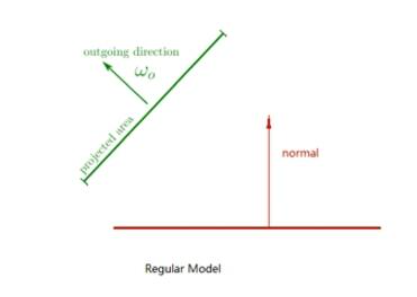 outgoing direction
ωₒ
projected area
normal
Regular Model